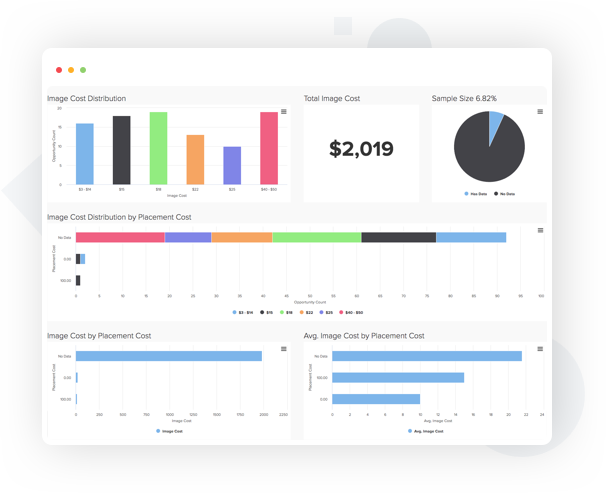 Image Cost Distribution
Total Image Cost
Sample Size 6.82%
Opportunity Count
20
15
10
5
0
$3 - $14
$15
$18
$22
$25
$40 - $50
Image Cost
$2,019
Has Data
No Data
Image Cost Distribution by Placement Cost
Placement Cost
No Data
0.00
100.00
0
5
10
15
20
25
30
35
40
45
50
55
60
65
70
75
80
85
90
95
100
Opportunity Count
$3 - $14
$15
$18
$22
$25
$40 - $50
Image Cost by Placement Cost
Placement Cost
No Data
0.00
100.00
0
250
500
750
1000
1250
1500
1750
2000
2250
Image Cost
Image Cost
Avg. Image Cost by Placement Cost
Placement Cost
No Data
100.00
0.00
0
2
4
6
8
10
12
14
16
18
20
22
24
Avg. Image Cost
Avg. Image Cost